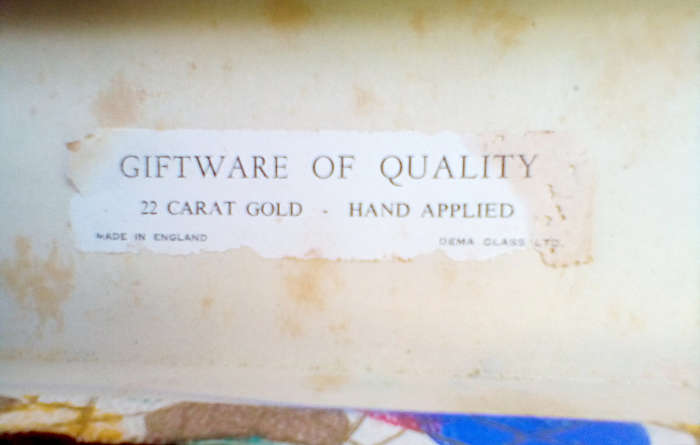 GIFTWARE OF QUALITY
22 CARAT GOLD - HAND APPLIED
MADE IN ENGLAND DEMA GLASS LTD.